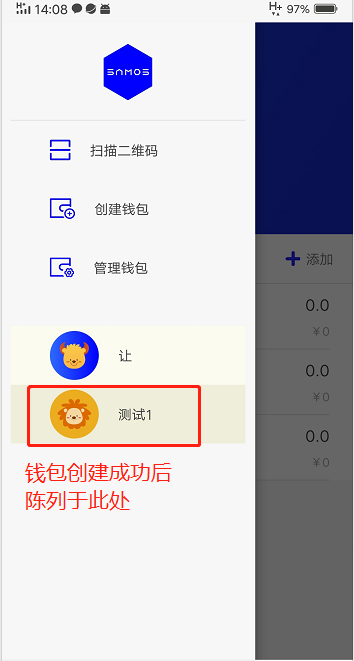 14:08
H+ 97%
SAMOS
扫描二维码
创建钱包
管理钱包
添加
0.0
¥0
0.0
¥0
0.0
¥0
让
测试1
钱包创建成功后
陈列于此处